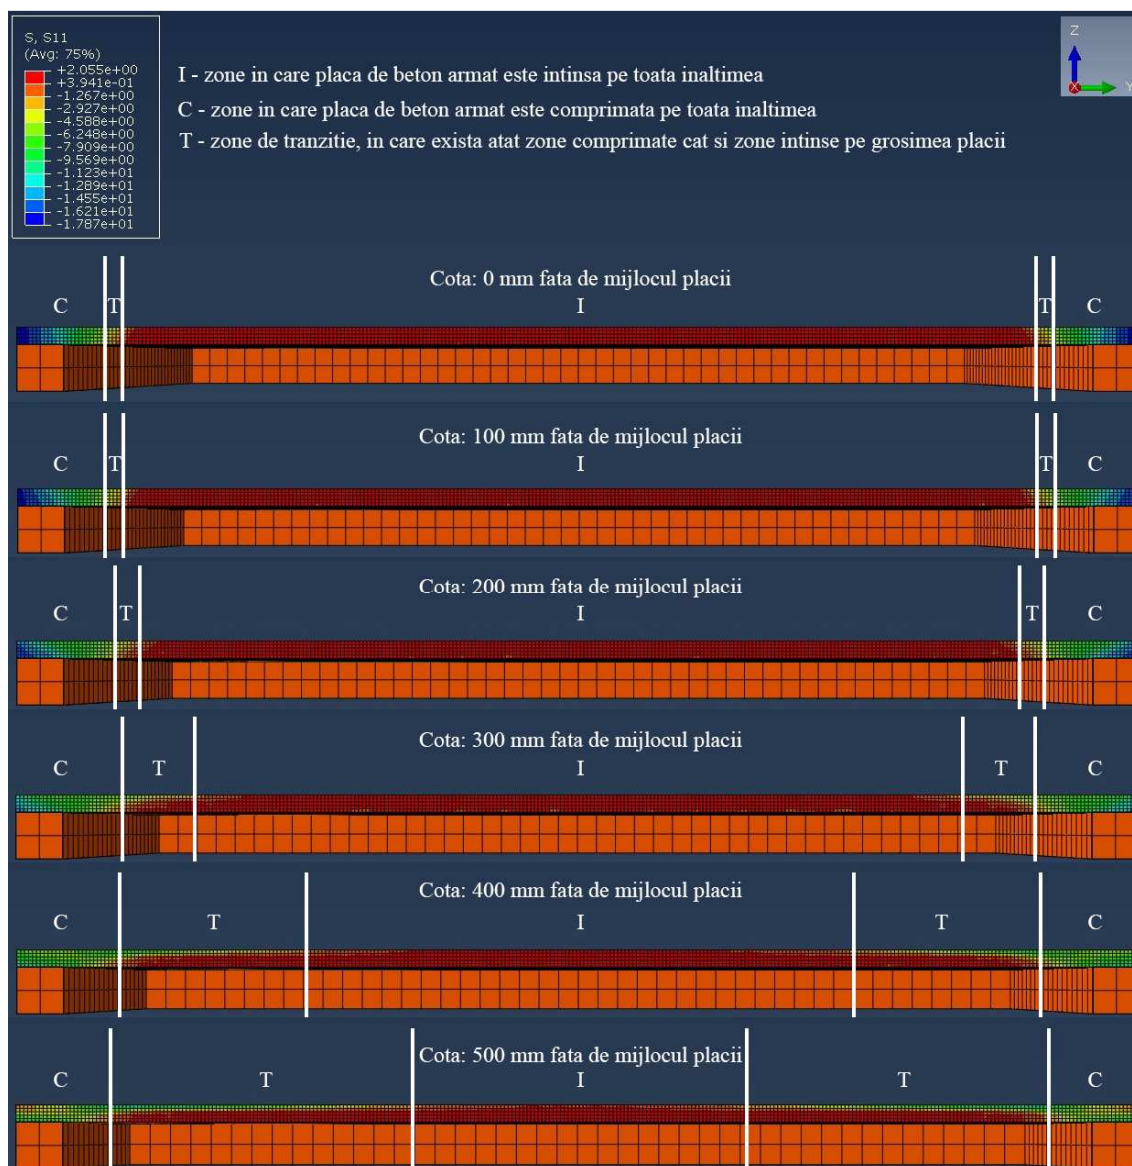 S, S11
(Avg: 75%)
+2.055e+00
+3.941e-01
-1.267e+00
-2.927e+00
-4.588e+00
-6.248e+00
-7.909e+00
-9.569e+00
-1.123e+01
-1.289e+01
-1.455e+01
-1.621e+01
-1.787e+01
I - zone in care placa de beton armat este intinsa pe toata inaltimea
C - zone in care placa de beton armat este comprimata pe toata inaltimea
T - zone de tranzitie, in care exista atat zone comprimate cat si zone intinse pe grosimea placii
Z
X Y
Cota: 0 mm fata de mijlocul placii
C T I T C
Cota: 100 mm fata de mijlocul placii
C T I T C
Cota: 200 mm fata de mijlocul placii
C T I T C
Cota: 300 mm fata de mijlocul placii
C T I T C
Cota: 400 mm fata de mijlocul placii
C T I T C
Cota: 500 mm fata de mijlocul placii
C T I T C